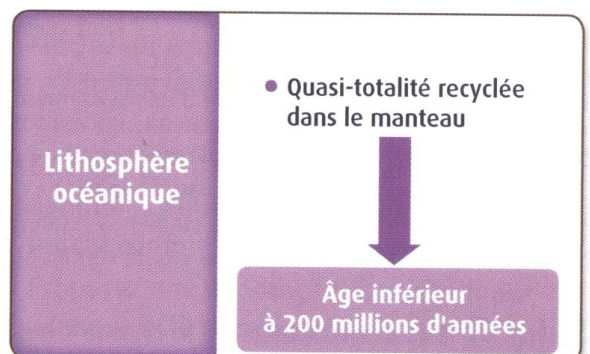 Lithosphère
océanique
• Quasi-totalité recyclée
dans le manteau
Âge inférieur
à 200 millions d'années